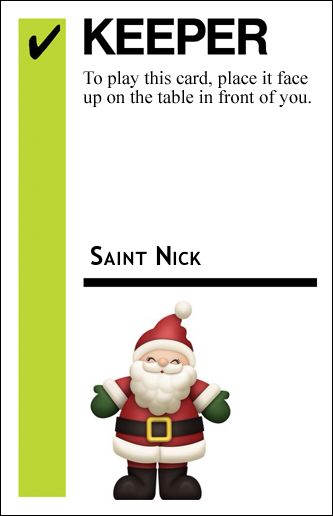 KEEPER
To play this card, place it face
up on the table in front of you.
Saint Nick